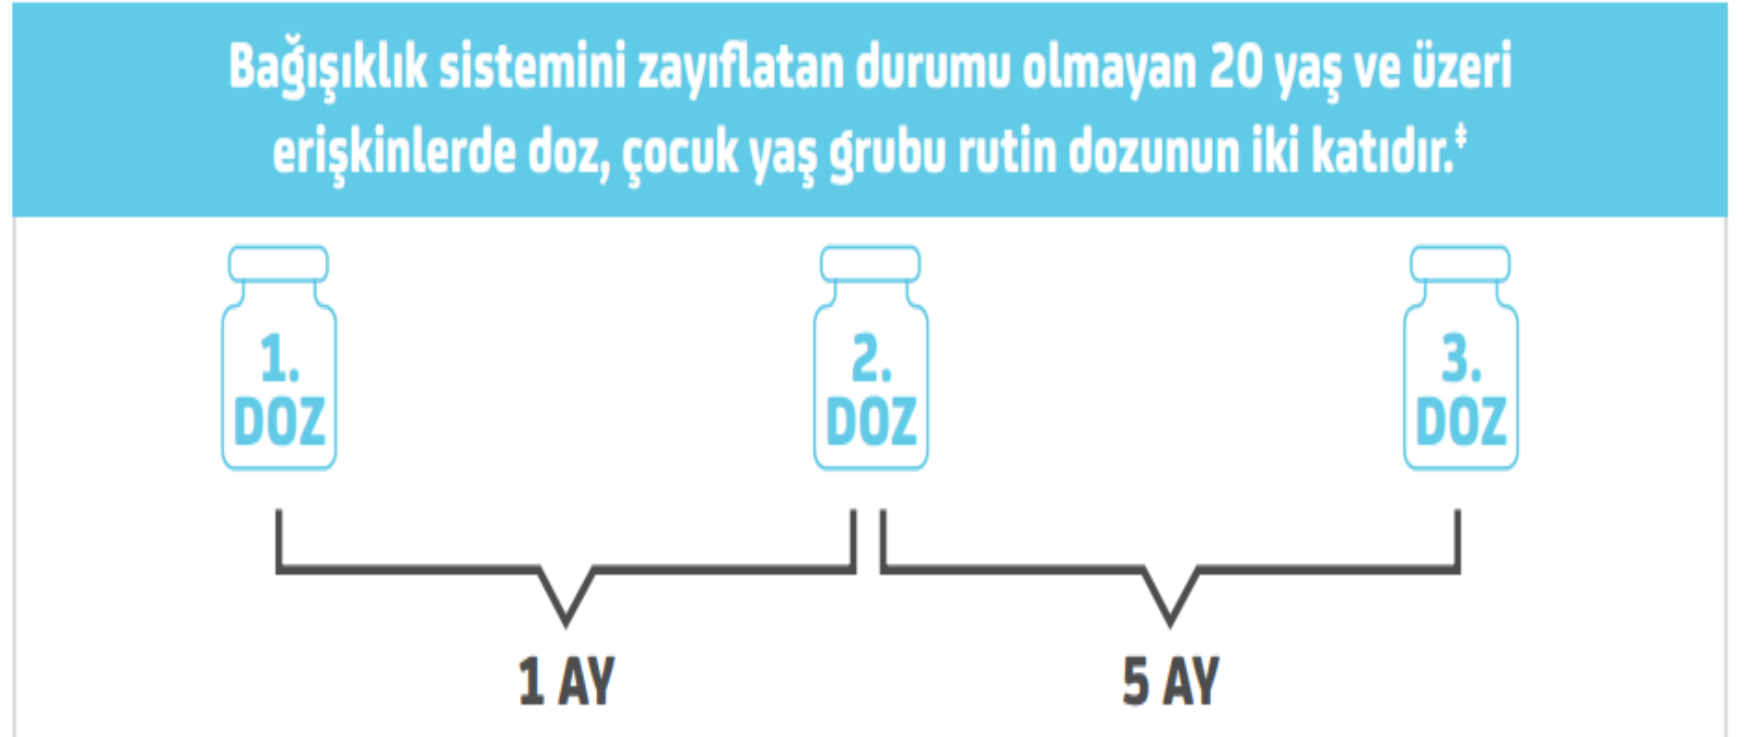 Bağışıklık sistemini zayıflatan durumu olmayan 20 yaş ve üzeri
erişkinlerde doz, çocuk yaş grubu rutin dozunun iki katıdır.‡
1.
DOZ
2.
DOZ
3.
DOZ
1 AY
5 AY